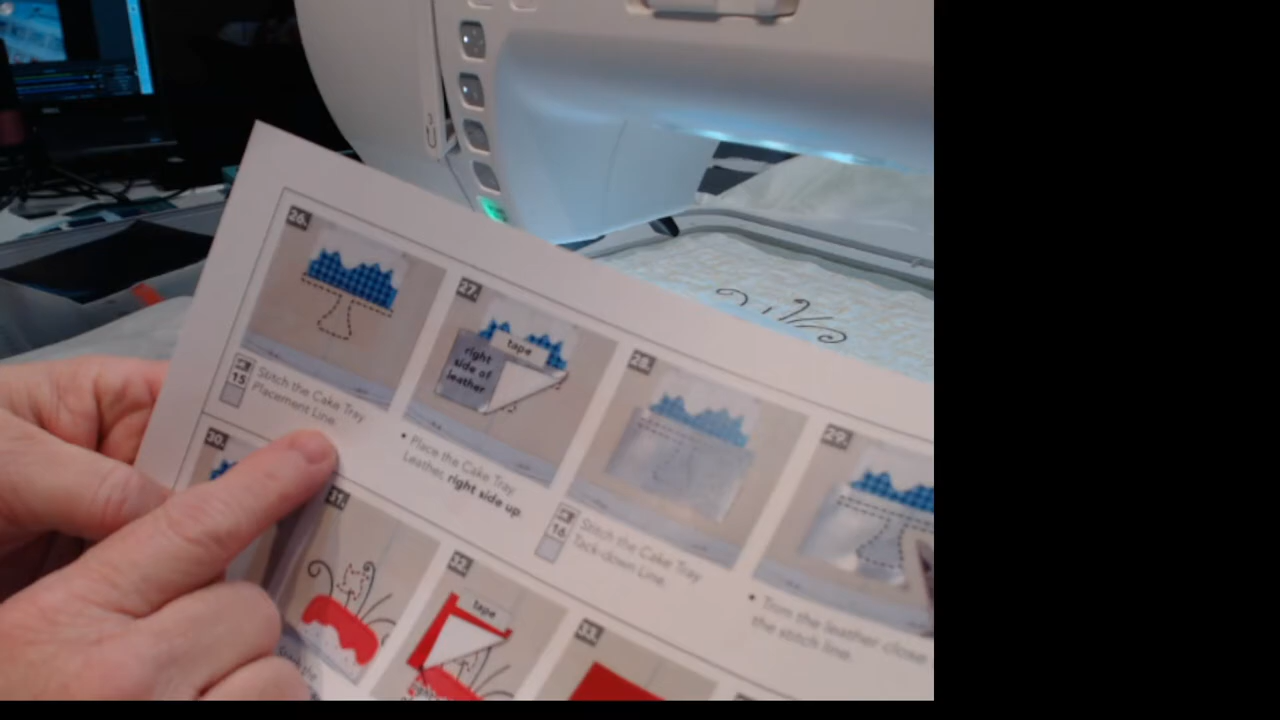 26.
15
Stitch the Cake Tray
Placement Line.
27.
tape
right
side of
leather
• Place the Cake Tray
Leather, right side up.
28.
16
Stitch the Cake Tray
Tack-down Line.
29.
• Trim the leather close
the stitch line.
30.
31.
32.
tape
33.